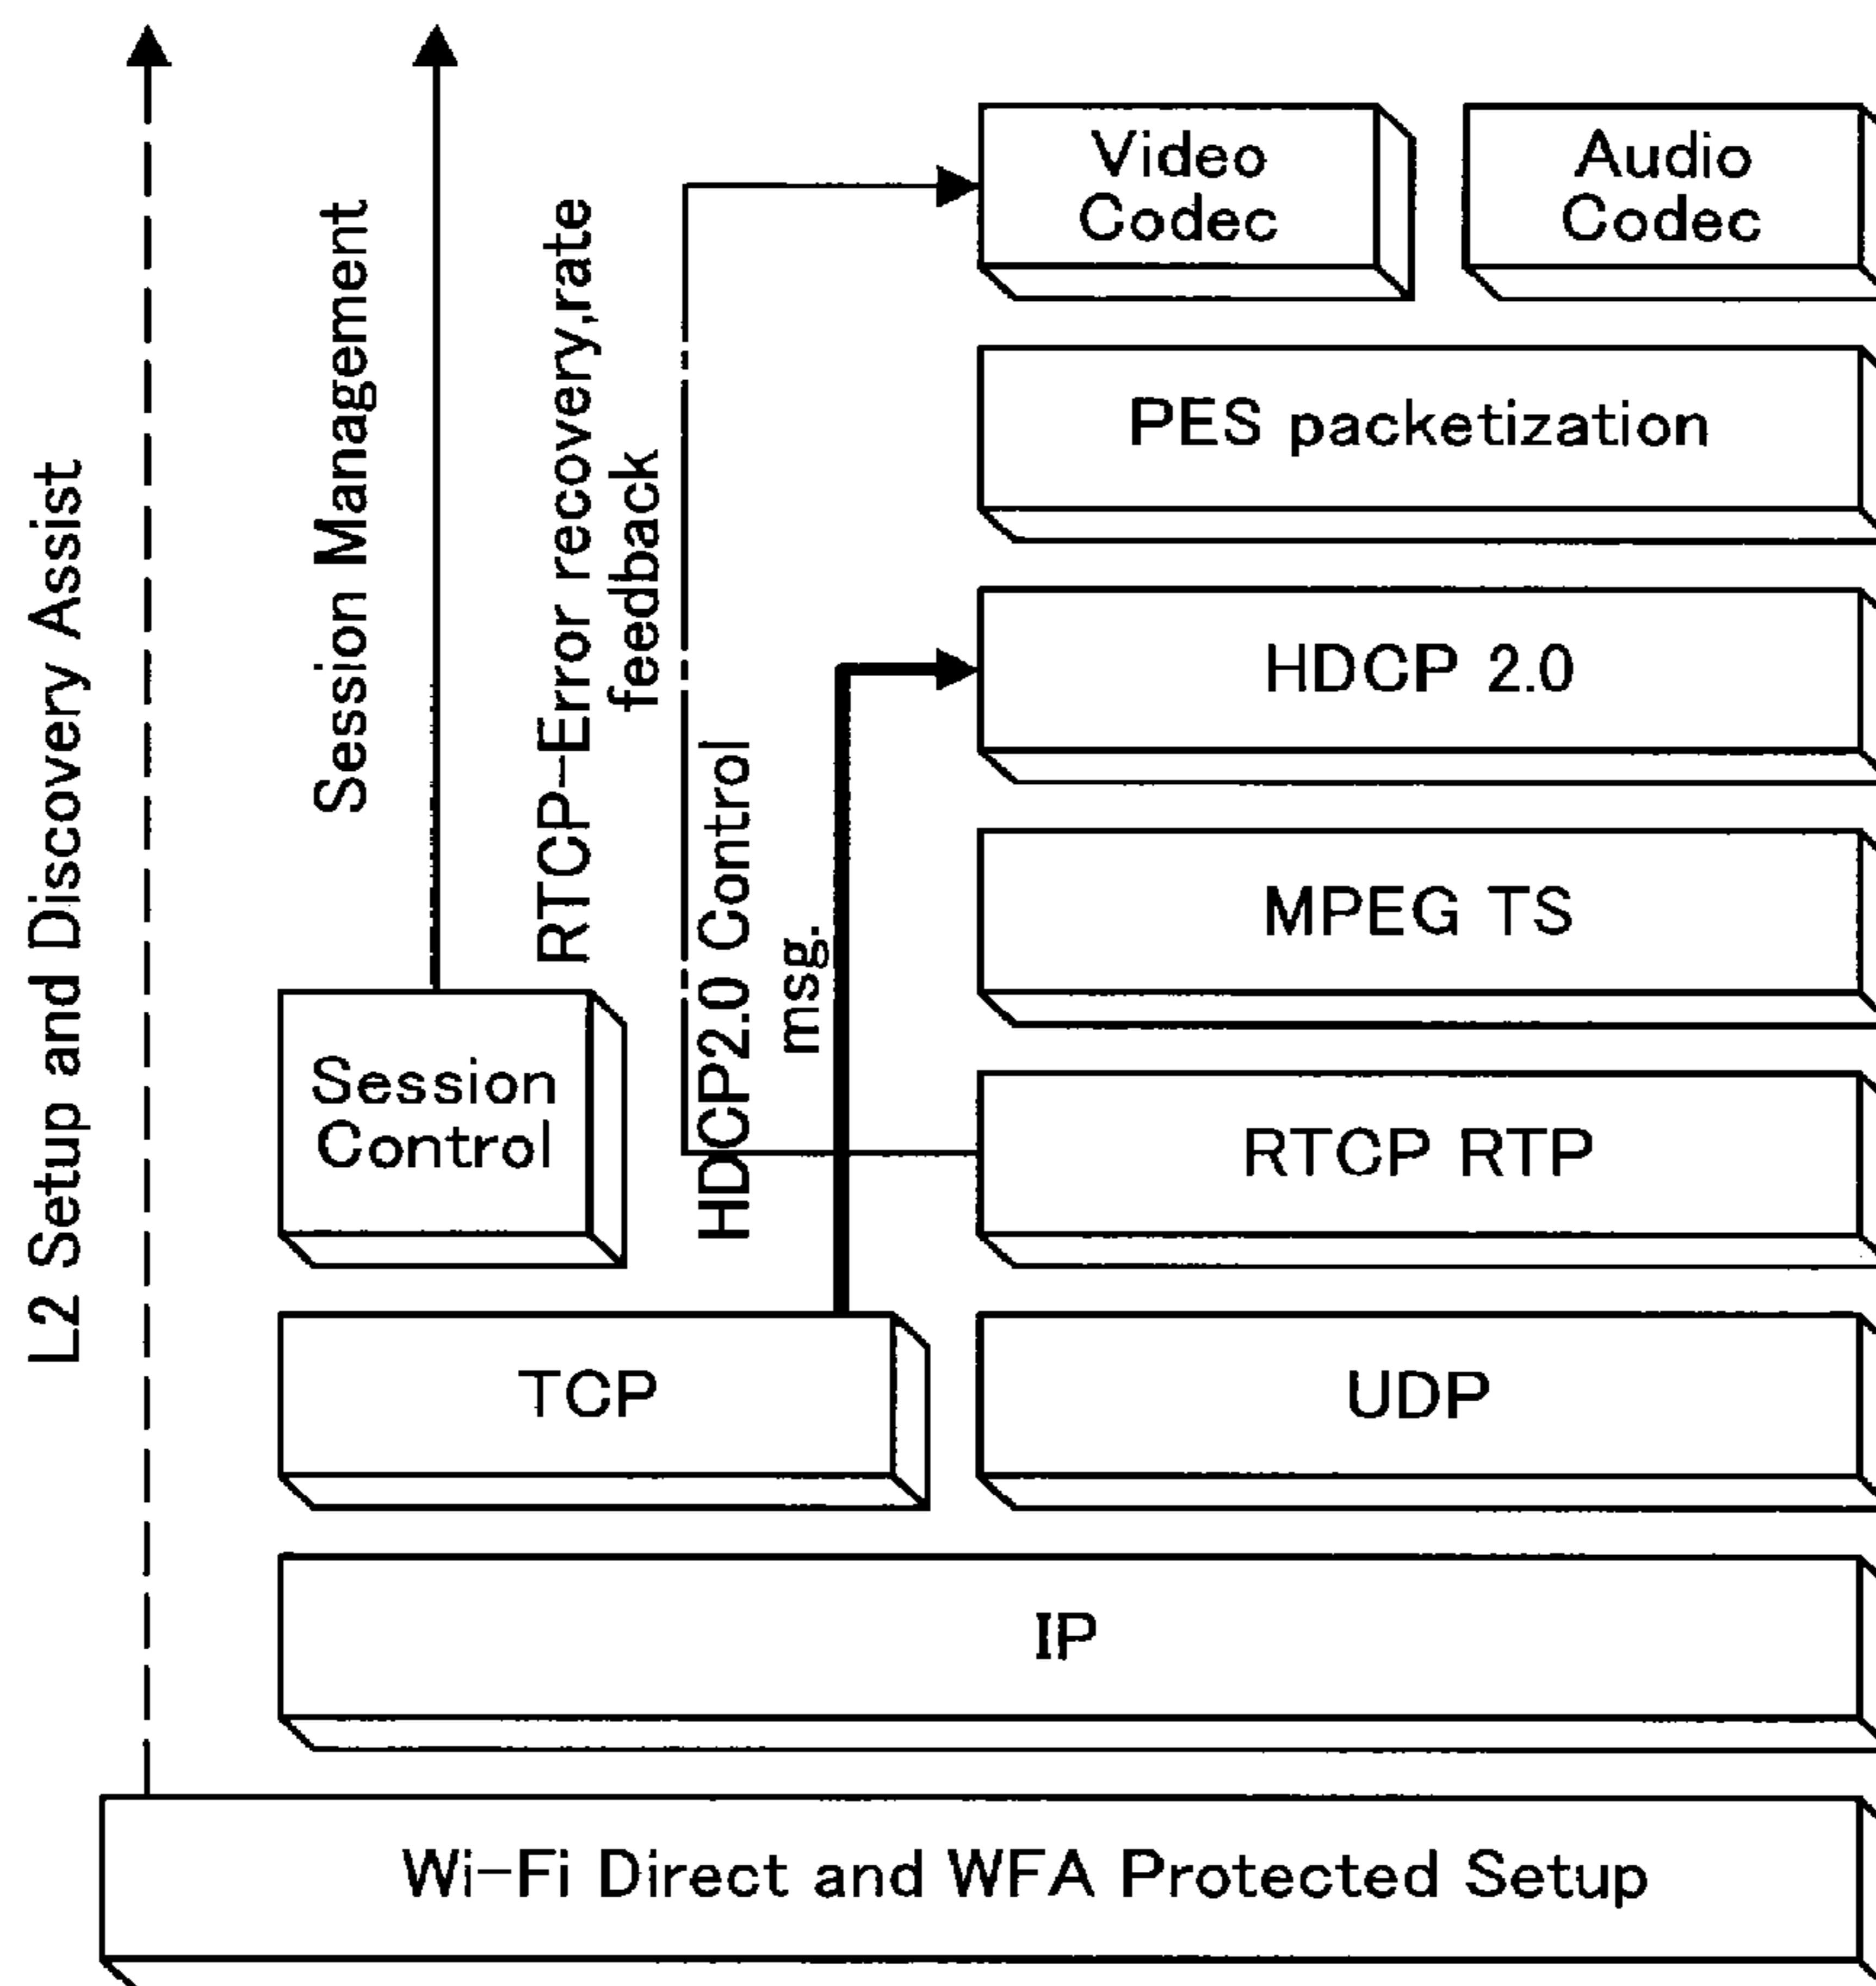 L2 Setup and Discovery Assist
Session Management
RTCP-Error recovery,rate
feedback
HDCP2.0 Control
msg.
Video
Codec
Audio
Codec
PES packetization
HDCP 2.0
MPEG TS
Session
Control
RTCP RTP
TCP
UDP
IP
Wi-Fi Direct and WFA Protected Setup